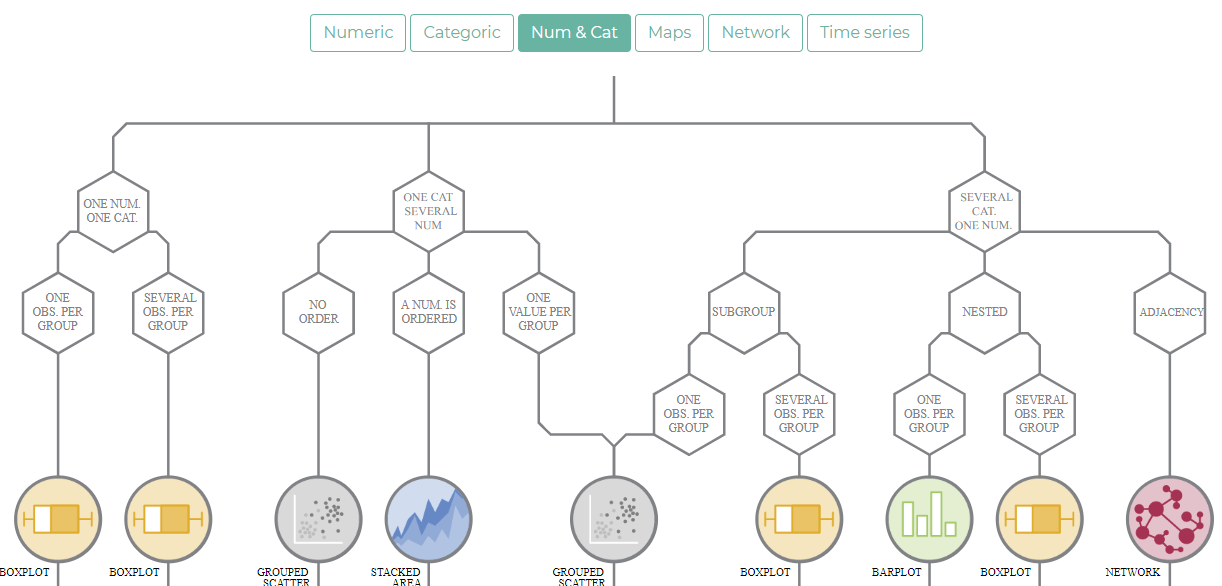 Numeric
Categoric
Num & Cat
Maps
Network
Time series
ONE NUM.
ONE CAT.
ONE CAT
SEVERAL
NUM
SEVERAL
CAT.
ONE NUM.
ONE
OBS. PER
GROUP
SEVERAL
OBS. PER
GROUP
NO
ORDER
A NUM. IS
ORDERED
ONE
VALUE PER
GROUP
SUBGROUP
NESTED
ADJACENCY
ONE
OBS. PER
GROUP
SEVERAL
OBS. PER
GROUP
ONE
OBS. PER
GROUP
SEVERAL
OBS. PER
GROUP
BOXPLOT
BOXPLOT
GROUPED
SCATTER
STACKED
AREA
GROUPED
SCATTER
BOXPLOT
BARPLOT
BOXPLOT
NETWORK